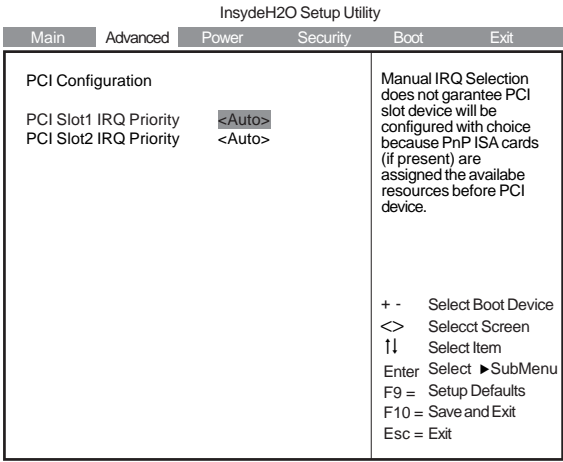 InsydeH2O Setup Utility
Main Advanced Power Security Boot Exit
PCI Configuration
PCI Slot1 IRQ Priority <Auto>
PCI Slot2 IRQ Priority <Auto>
Manual IRQ Selection
does not garantee PCI
slot device will be
configured with choice
because PnP ISA cards
(if present) are
assigned the availabe
resources before PCI
device.
+ - Select Boot Device
<> Selecct Screen
↑↓ Select Item
Enter Select ▶SubMenu
F9 = Setup Defaults
F10 = Save and Exit
Esc = Exit